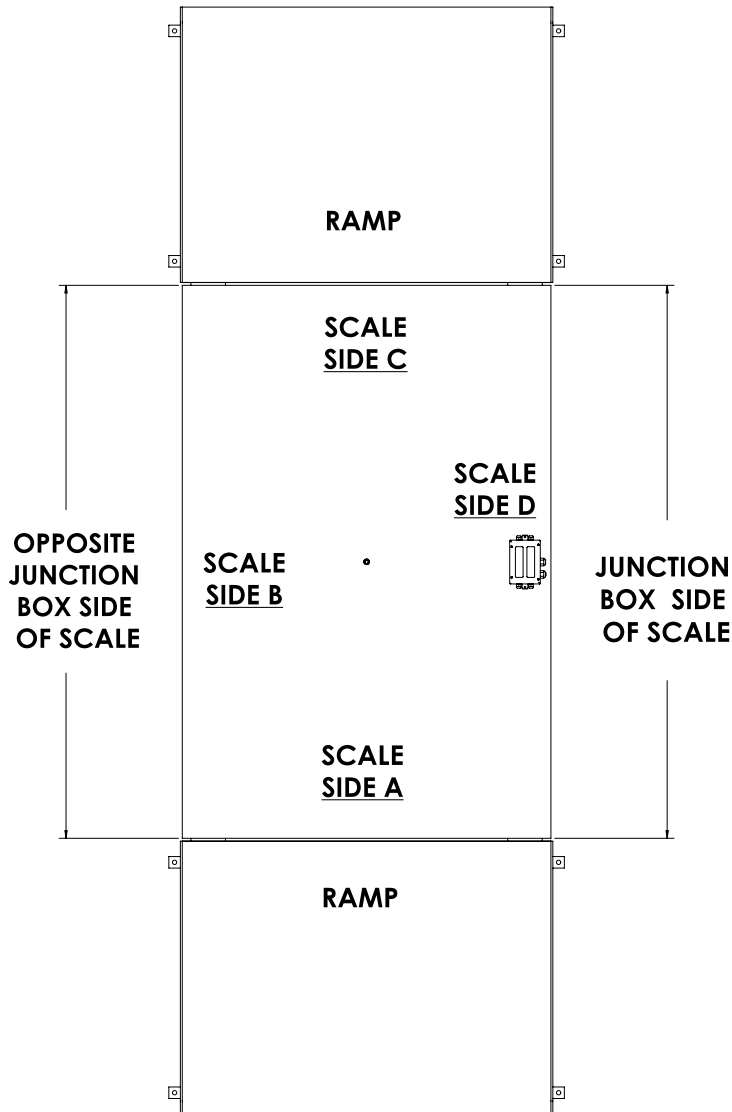 RAMP
SCALE
SIDE C
SCALE
SIDE D
OPPOSITE
JUNCTION
BOX SIDE
OF SCALE
SCALE
SIDE B
JUNCTION
BOX SIDE
OF SCALE
SCALE
SIDE A
RAMP